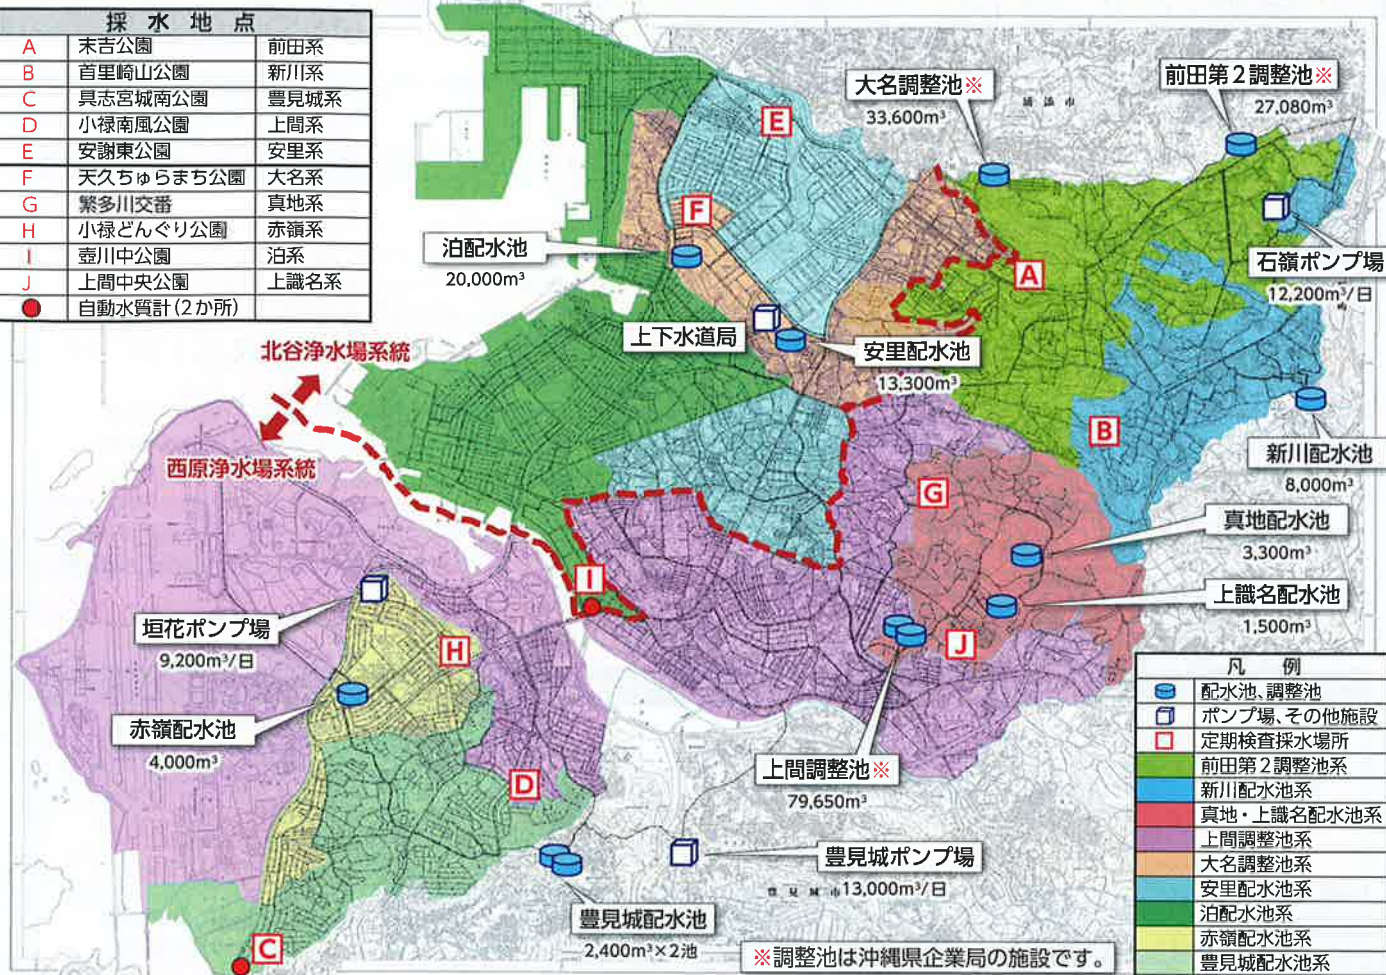 採水地点
A 末吉公園 前田系
B 首里崎山公園 新川系
C 具志宮城南公園 豊見城系
D 小禄南風公園 上間系
E 安謝東公園 安里系
F 天久ちゅらまち公園 大名系
G 繁多川交番 真地系
H 小禄どんぐり公園 赤嶺系
I 壺川中公園 泊系
J 上間中央公園 上識名系
自動水質計(2か所)
大名調整池※
33,600m³
前田第2調整池※
27,080m³
浦添市
E
F
泊配水池
20,000m³
A
石嶺ポンプ場
12,200m³/日
上下水道局
安里配水池
13,300m³
北谷浄水場系統
西原浄水場系統
B
新川配水池
8,000m³
G
真地配水池
3,300m³
I
上識名配水池
1,500m³
垣花ポンプ場
9,200m³/日
H
J
赤嶺配水池
4,000m³
D
上間調整池※
79,650m³
豊見城ポンプ場
豊見城市
13,000m³/日
豊見城配水池
2,400m³×2池
C
※調整池は沖縄県企業局の施設です。
凡例
配水池、調整池
ポンプ場、その他施設
定期検査採水場所
前田第2調整池系
新川配水池系
真地・上識名配水池系
上間調整池系
大名調整池系
安里配水池系
泊配水池系
赤嶺配水池系
豊見城配水池系